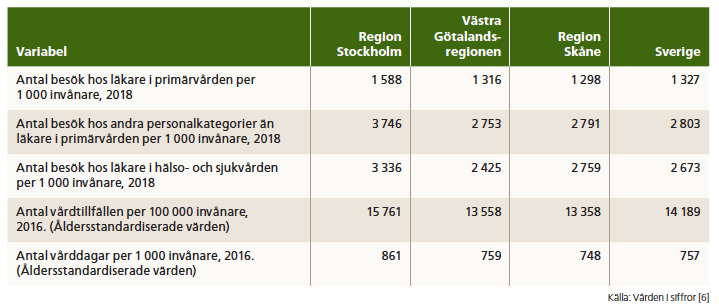 Variabel Region Stockholm Västra Götalands-regionen Region Skåne Sverige
Antal besök hos läkare i primärvården per
1 000 invånare, 2018 1 588 1 316 1 298 1 327
Antal besök hos andra personalkategorier än
läkare i primärvården per 1 000 invånare, 2018 3 746 2 753 2 791 2 803
Antal besök hos läkare i hälso- och sjukvården
per 1 000 invånare, 2018 3 336 2 425 2 759 2 673
Antal vårdtillfällen per 100 000 invånare,
2016. (Åldersstandardiserade värden) 15 761 13 558 13 358 14 189
Antal vårddagar per 1 000 invånare, 2016.
(Åldersstandardiserade värden) 861 759 748 757
Källa: Vården i siffror [6]